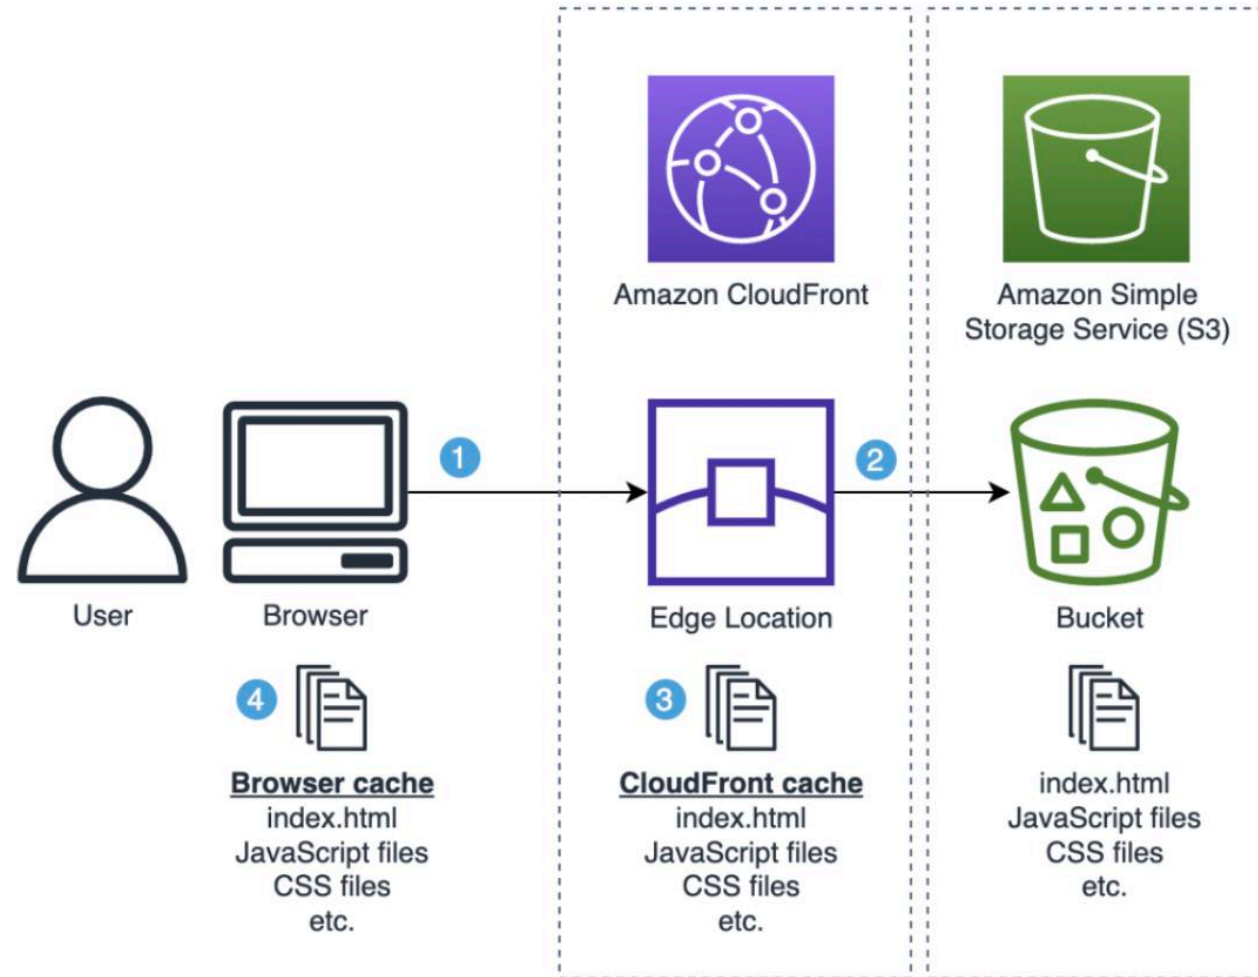 Amazon CloudFront
Amazon Simple
Storage Service (S3)
1
2
User
Browser
Edge Location
Bucket
4
3
Browser cache
index.html
JavaScript files
CSS files
etc.
CloudFront cache
index.html
JavaScript files
CSS files
etc.
index.html
JavaScript files
CSS files
etc.